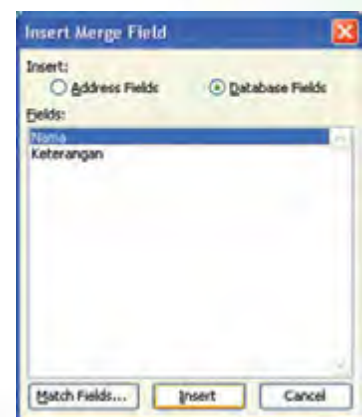 Insert Merge Field
Insert:
Address Fields Database Fields
Fields:
Nama
Keterangan
Match Fields... Insert Cancel